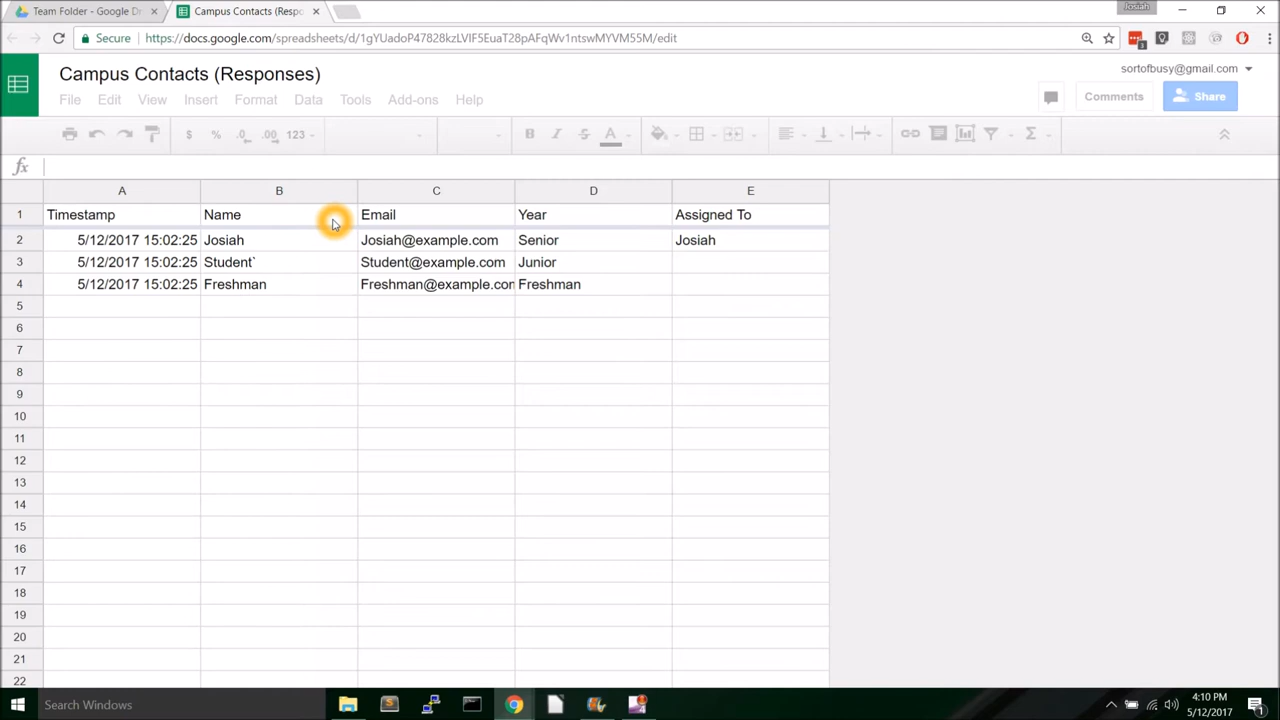 Team Folder - Google Dr
Campus Contacts (Respo
Josiah
Secure
https://docs.google.com/spreadsheets/d/1gYUadoP47828kzLVIF5EuaT28pAFqWv1ntswMYVM55M/edit
Campus Contacts (Responses)
sortofbusy@gmail.com
File Edit View Insert Format Data Tools Add-ons Help
Comments
Share
$ % .0 .00 123 B I S A Σ
fx
A B C D E
1 Timestamp Name Email Year Assigned To
2 5/12/2017 15:02:25 Josiah Josiah@example.com Senior Josiah
3 5/12/2017 15:02:25 Student` Student@example.com Junior
4 5/12/2017 15:02:25 Freshman Freshman@example.com Freshman
5
6
7
8
9
10
11
12
13
14
15
16
17
18
19
20
21
22
Search Windows
4:10 PM
5/12/2017